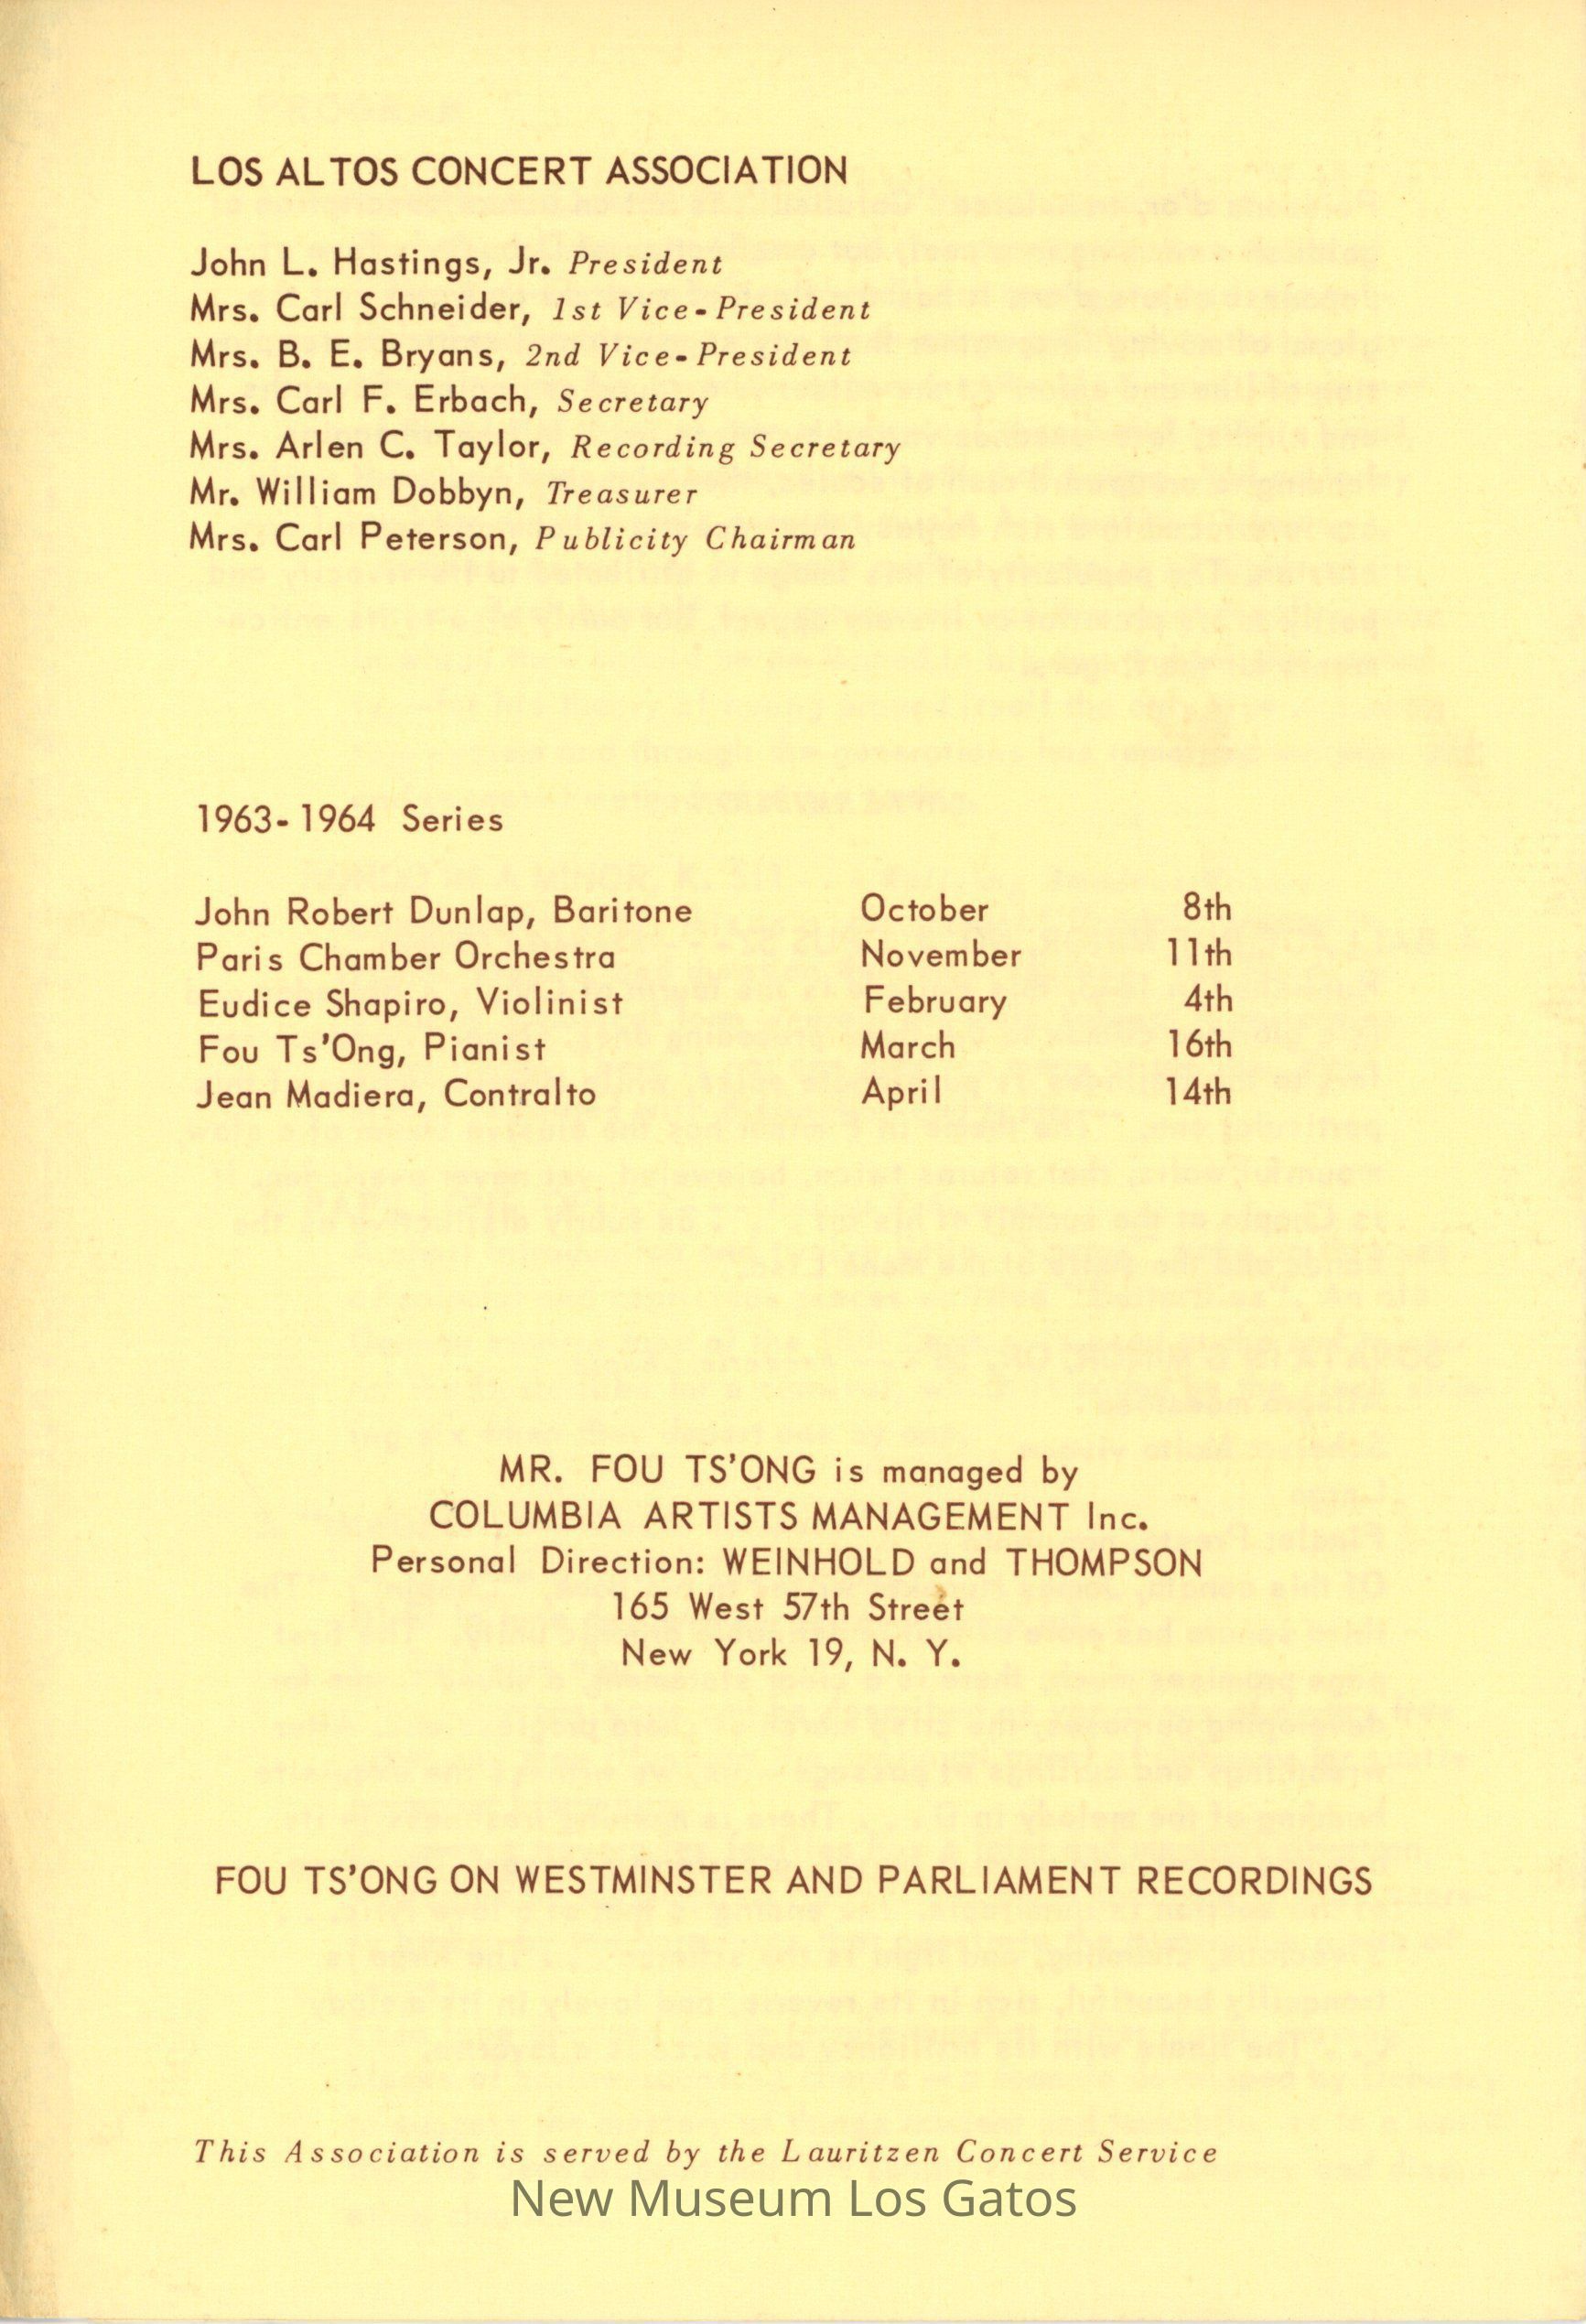 LOS ALTOS CONCERT ASSOCIATION
John L. Hastings, Jr. President
Mrs. Carl Schneider, 1st Vice-President
Mrs. B. E. Bryans, 2nd Vice-President
Mrs. Carl F. Erbach, Secretary
Mrs. Arlen C. Taylor, Recording Secretary
Mr. William Dobbyn, Treasurer
Mrs. Carl Peterson, Publicity Chairman
1963-1964 Series
John Robert Dunlap, Baritone October 8th
Paris Chamber Orchestra November 11th
Eudice Shapiro, Violinist February 4th
Fou Ts'Ong, Pianist March 16th
Jean Madiera, Contralto April 14th
MR. FOU TS'ONG is managed by
COLUMBIA ARTISTS MANAGEMENT Inc.
Personal Direction: WEINHOLD and THOMPSON
165 West 57th Street
New York 19, N. Y.
FOU TS'ONG ON WESTMINSTER AND PARLIAMENT RECORDINGS
This Association is served by the Lauritzen Concert Service
New Museum Los Gatos